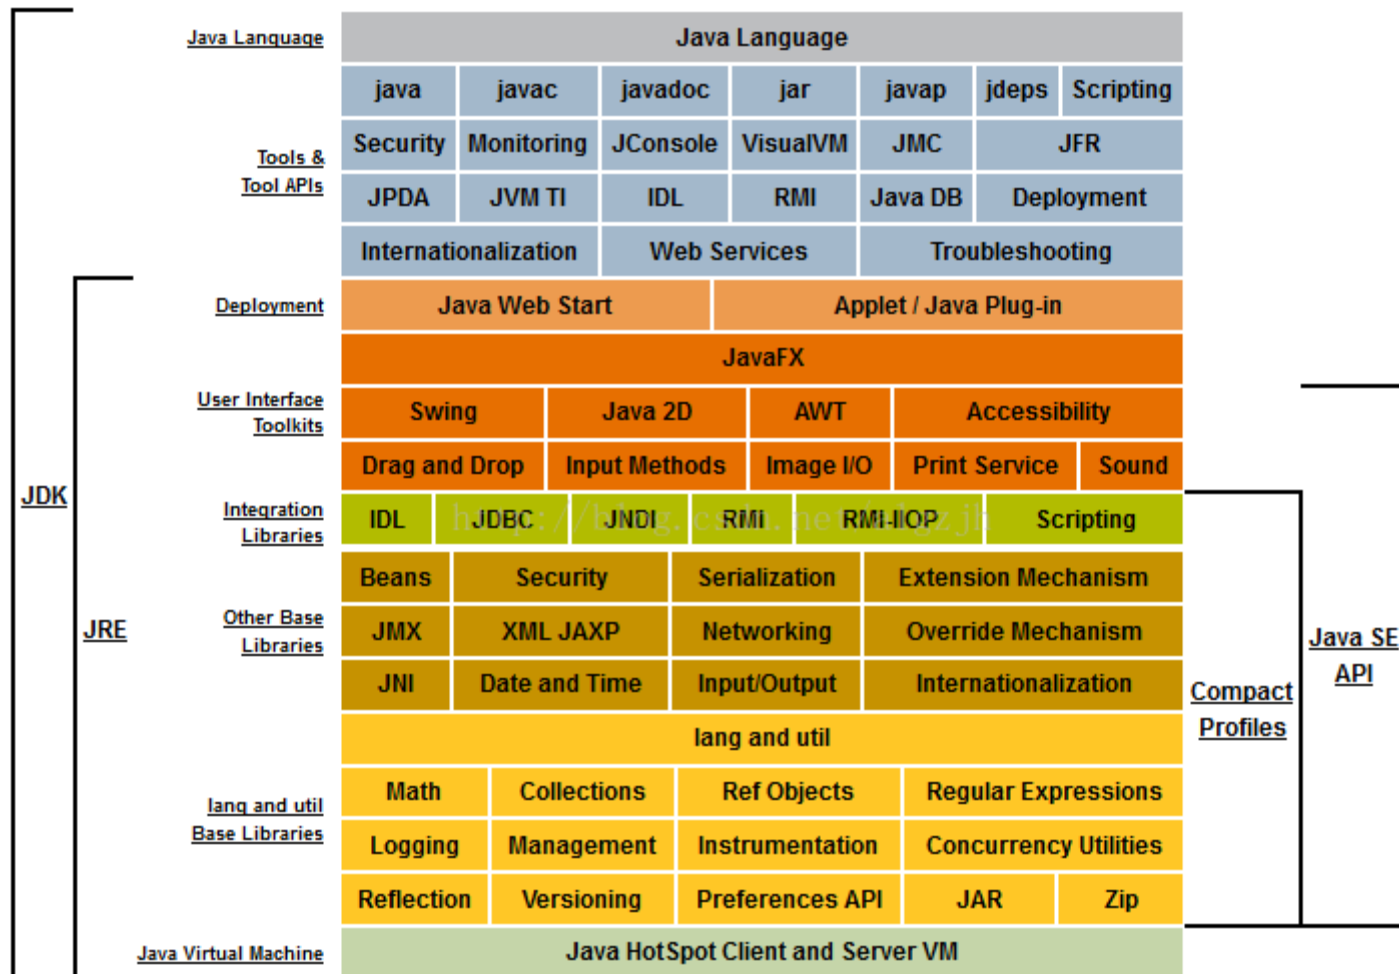 Java Language
Java Language
java javac javadoc jar javap jdeps Scripting
Security Monitoring JConsole VisualVM JMC JFR
Tools &
Tool APIs
JPDA JVM TI IDL RMI Java DB Deployment
Internationalization Web Services Troubleshooting
Deployment
Java Web Start Applet / Java Plug-in
JavaFX
User Interface
Toolkits
Swing Java 2D AWT Accessibility
Drag and Drop Input Methods Image I/O Print Service Sound
JDK
Integration
Libraries
IDL JDBC JNDI RMI RMI-IIOP Scripting
Beans Security Serialization Extension Mechanism
Other Base
Libraries
JRE
JMX XML JAXP Networking Override Mechanism
Java SE
API
JNI Date and Time Input/Output Internationalization
Compact
Profiles
lang and util
lang and util
Base Libraries
Math Collections Ref Objects Regular Expressions
Logging Management Instrumentation Concurrency Utilities
Reflection Versioning Preferences API JAR Zip
Java Virtual Machine
Java HotSpot Client and Server VM